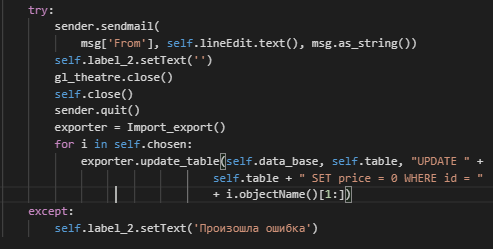 try:
sender.sendmail(
msg['From'], self.lineEdit.text(), msg.as_string())
self.label_2.setText('')
gl_theatre.close()
self.close()
sender.quit()
exporter = Import_export()
for i in self.chosen:
exporter.update_table(self.data_base, self.table, "UPDATE " +
self.table + " SET price = 0 WHERE id = "
+ i.objectName()[1:])
except:
self.label_2.setText('Произошла ошибка')